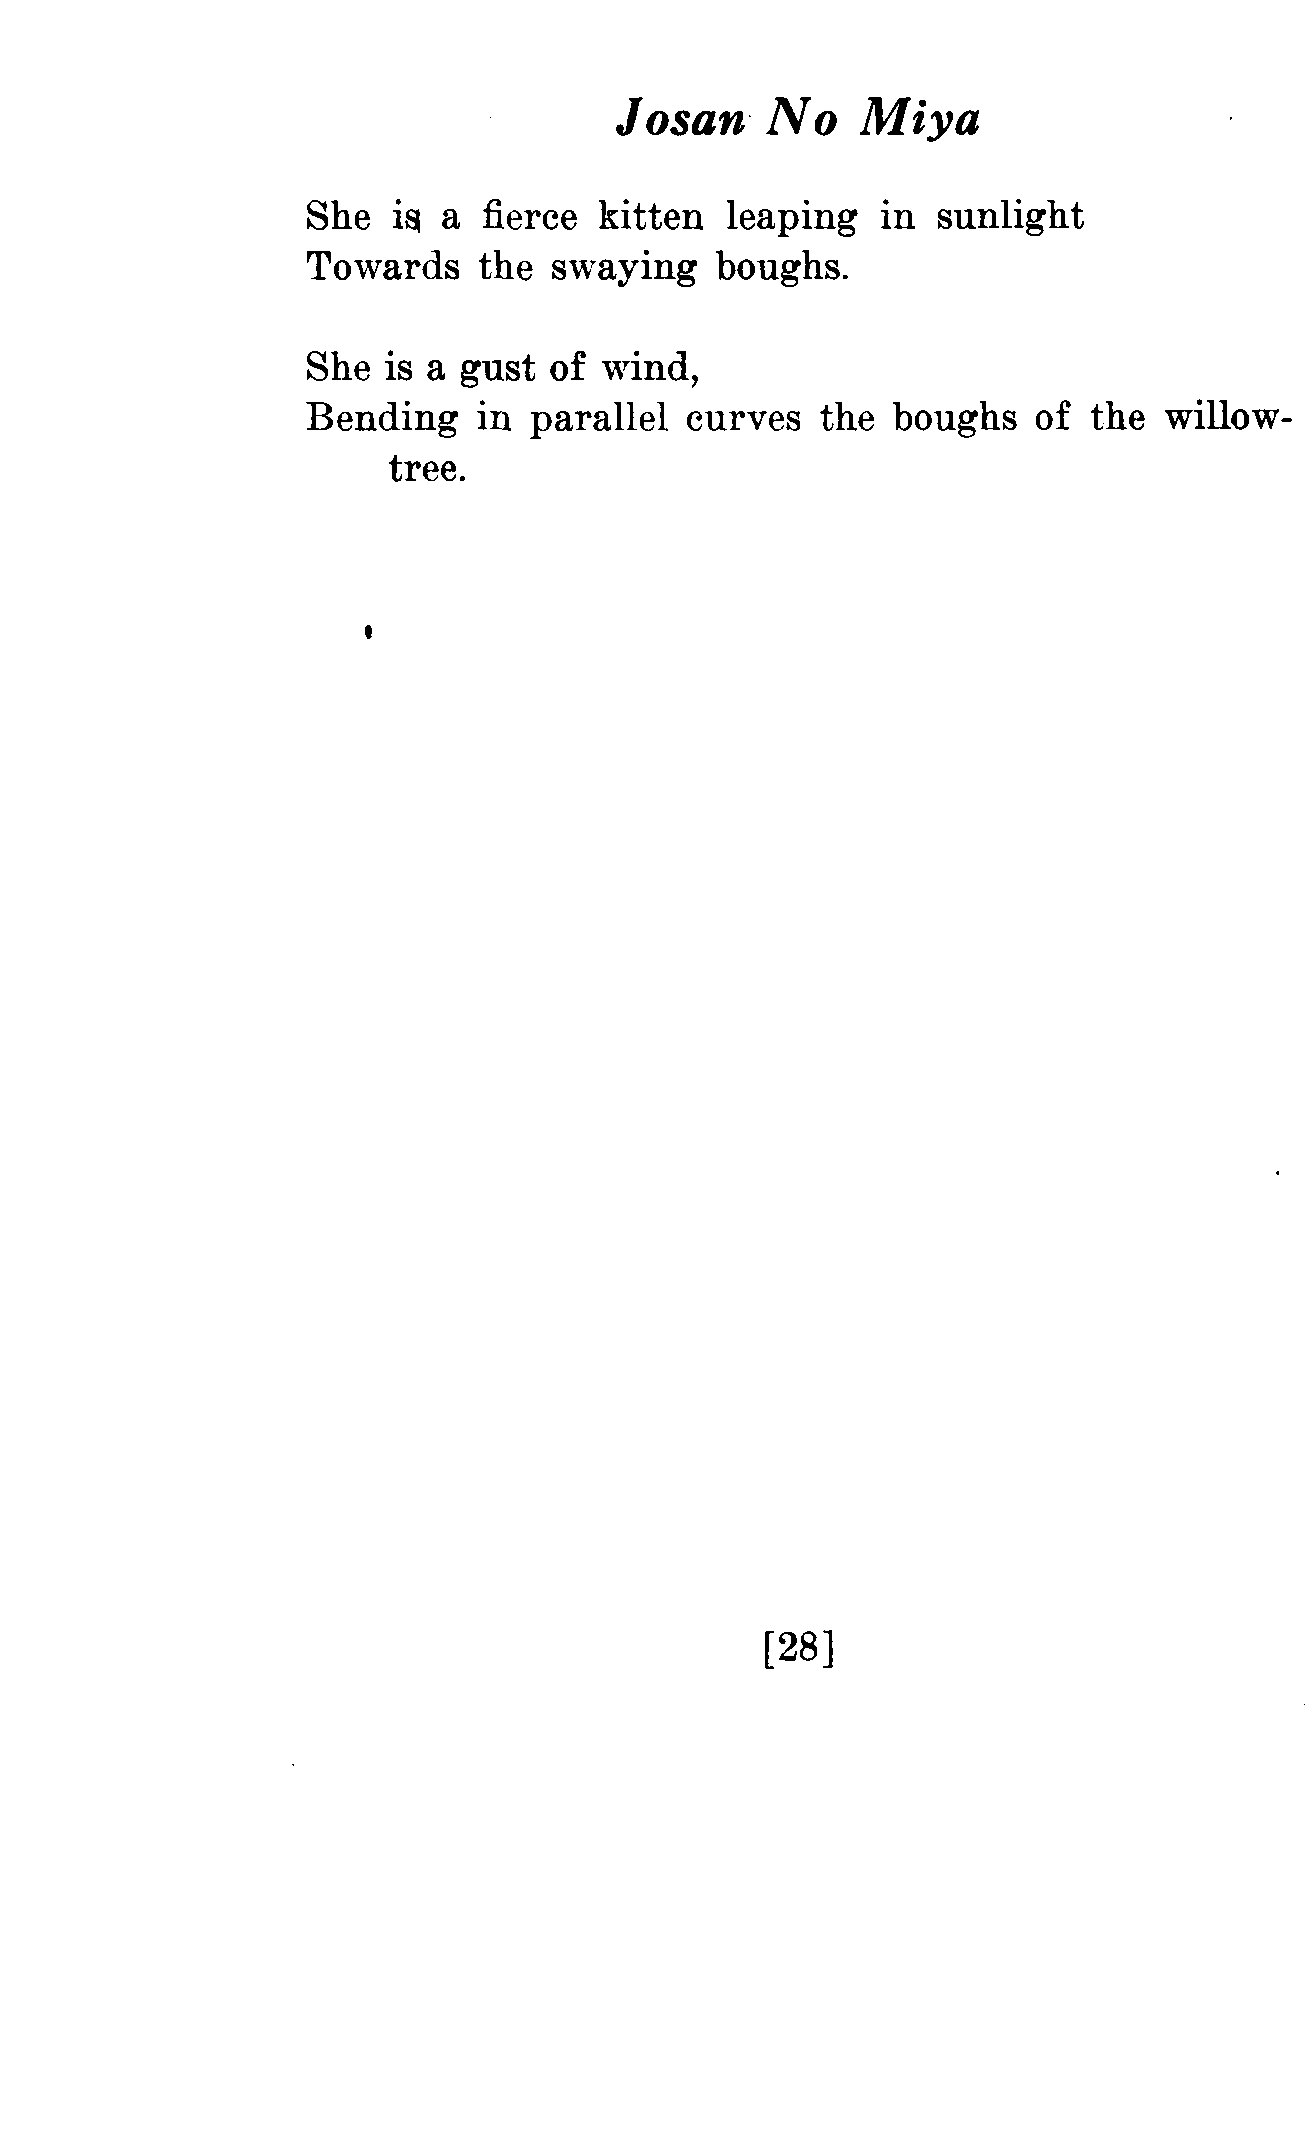 Josan No Miya
She is a fierce kitten leaping in sunlight
Towards the swaying boughs.
She is a gust of wind,
Bending in parallel curves the boughs of the willow-
tree.
[28]